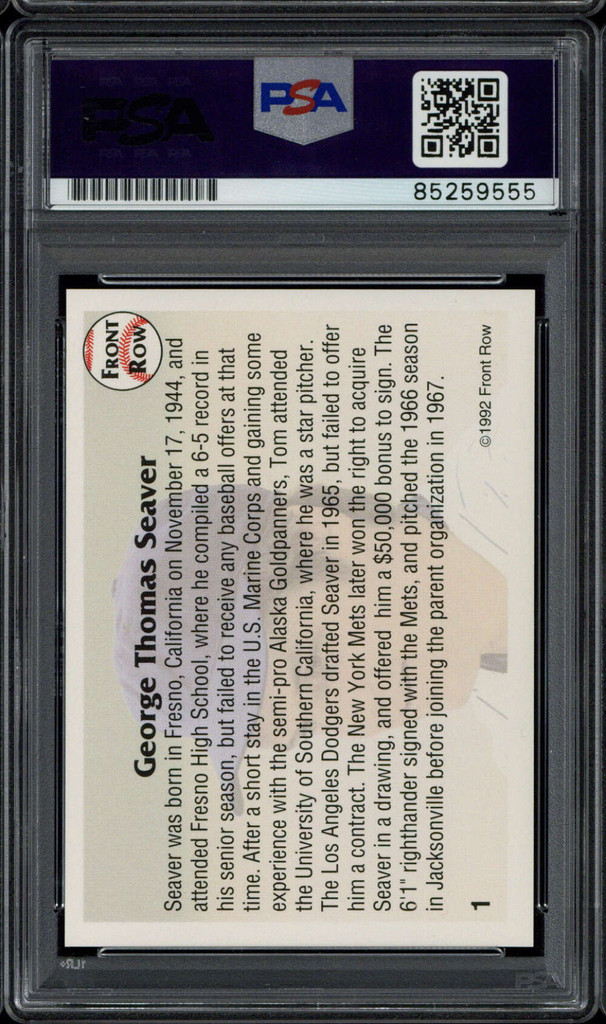 PSA
PSA
85259555
FRONT
ROW
George Thomas Seaver
Seaver was born in Fresno, California on November 17, 1944, and
attended Fresno High School, where he compiled a 6-5 record in
his senior season, but failed to receive any baseball offers at that
time. After a short stay in the U.S. Marine Corps and gaining some
experience with the semi-pro Alaska Goldpanners, Tom attended
the University of Southern California, where he was a star pitcher.
The Los Angeles Dodgers drafted Seaver in 1965, but failed to offer
him a contract. The New York Mets later won the right to acquire
Seaver in a drawing, and offered him a $50,000 bonus to sign. The
6'1" righthander signed with the Mets, and pitched the 1966 season
in Jacksonville before joining the parent organization in 1967.
1
©1992 Front Row
PSA